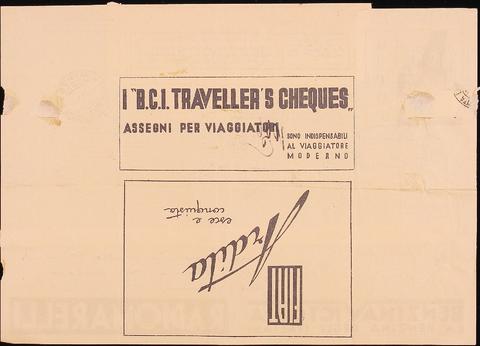 I "B.C.I. TRAVELLER'S CHEQUES„
ASSEGNI PER VIAGGIATORI
SONO INDISPENSABILI
AL VIAGGIATORE
MODERNO
FIAT
Ardita
esce e
conquista